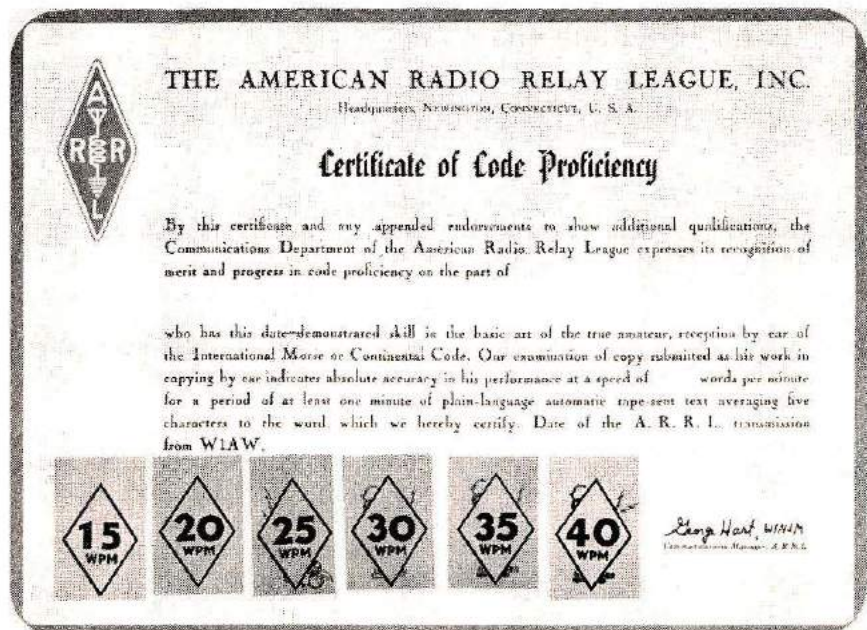 THE AMERICAN RADIO RELAY LEAGUE, INC.
Headquarters, NEWINGTON, CONNECTICUT, U. S. A.
Certificate of Code Proficiency
A
R R
L
By this certificate and any appended endorsements to show additional qualifications, the
Communications Department of the American Radio Relay League expresses its recognition of
merit and progress in code proficiency on the part of
who has this date demonstrated skill in the basic art of the true amateur, reception by ear of
the International Morse or Continental Code. Our examination of copy submitted as his work in
copying by ear indicates absolute accuracy in his performance at a speed of words per minute
for a period of at least one minute of plain-language automatic tape-sent text averaging five
characters to the word, which we hereby certify. Date of the A. R. R. L. transmission
from W1AW.
15 WPM
20 WPM
25 WPM
30 WPM
35 WPM
40 WPM
George Hart, W1NJM
Communications Manager, A.R.R.L.